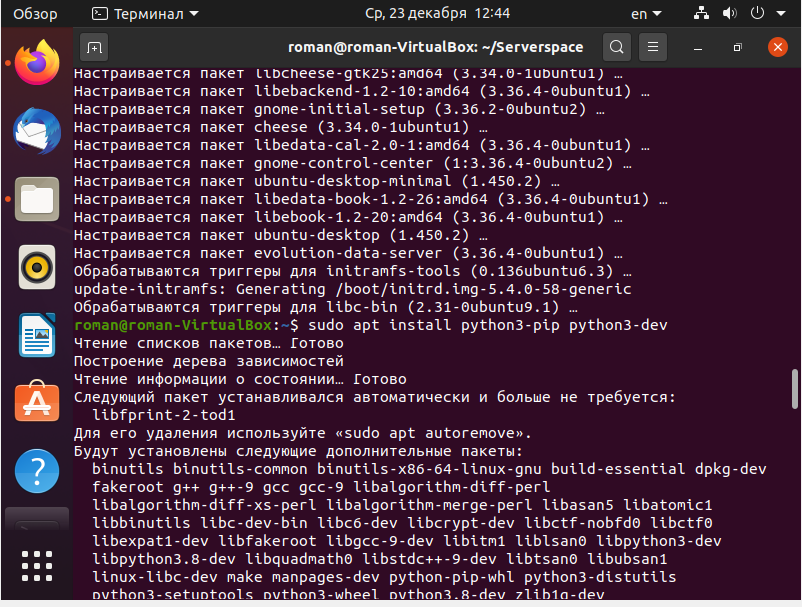 Обзор Терминал Ср, 23 декабря 12:44 en
roman@roman-VirtualBox: ~/Serverspace
Настраивается пакет libcheese-gtk25:amd64 (3.34.0-1ubuntu1) …
Настраивается пакет libebackend-1.2-10:amd64 (3.36.4-0ubuntu1) …
Настраивается пакет gnome-initial-setup (3.36.2-0ubuntu2) …
Настраивается пакет cheese (3.34.0-1ubuntu1) …
Настраивается пакет libedata-cal-2.0-1:amd64 (3.36.4-0ubuntu1) …
Настраивается пакет gnome-control-center (1:3.36.4-0ubuntu2) …
Настраивается пакет ubuntu-desktop-minimal (1.450.2) …
Настраивается пакет libedata-book-1.2-26:amd64 (3.36.4-0ubuntu1) …
Настраивается пакет libebook-1.2-20:amd64 (3.36.4-0ubuntu1) …
Настраивается пакет ubuntu-desktop (1.450.2) …
Настраивается пакет evolution-data-server (3.36.4-0ubuntu1) …
Обрабатываются триггеры для initramfs-tools (0.136ubuntu6.3) …
update-initramfs: Generating /boot/initrd.img-5.4.0-58-generic
Обрабатываются триггеры для libc-bin (2.31-0ubuntu9.1) …
roman@roman-VirtualBox:~$ sudo apt install python3-pip python3-dev
Чтение списков пакетов… Готово
Построение дерева зависимостей
Чтение информации о состоянии… Готово
Следующий пакет устанавливался автоматически и больше не требуется:
libfprint-2-tod1
Для его удаления используйте «sudo apt autoremove».
Будут установлены следующие дополнительные пакеты:
binutils binutils-common binutils-x86-64-linux-gnu build-essential dpkg-dev
fakeroot g++ g++-9 gcc gcc-9 libalgorithm-diff-perl
libalgorithm-diff-xs-perl libalgorithm-merge-perl libasan5 libatomic1
libbinutils libc-dev-bin libc6-dev libcrypt-dev libctf-nobfd0 libctf0
libexpat1-dev libfakeroot libgcc-9-dev libitm1 liblsan0 libpython3-dev
libpython3.8-dev libquadmath0 libstdc++-9-dev libtsan0 libubsan1
linux-libc-dev make manpages-dev python-pip-whl python3-distutils
python3-setuptools python3-wheel python3.8-dev zlib1g-dev